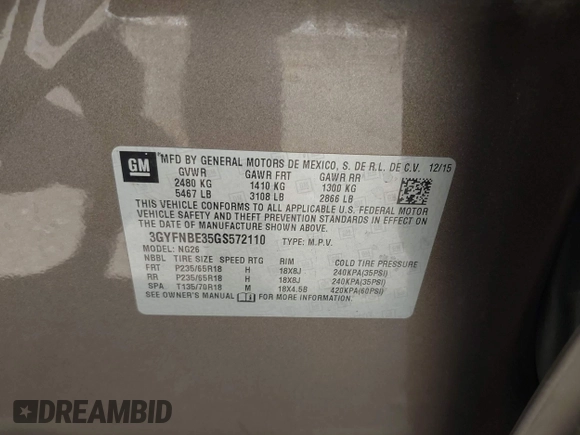 GM
MFD BY GENERAL MOTORS DE MEXICO, S. DE R.L. DE C.V. 12/15
GVWR GAWR FRT GAWR RR
2480 KG 1410 KG 1300 KG
5467 LB 3108 LB 2866 LB
THIS VEHICLE CONFORMS TO ALL APPLICABLE U.S. FEDERAL MOTOR
VEHICLE SAFETY AND THEFT PREVENTION STANDARDS IN EFFECT ON
THE DATE OF MANUFACTURE SHOWN ABOVE.
3GYFNBE35GS572110 TYPE: M.P.V.
MODEL: NG26
NBBL TIRE SIZE SPEED RTG RIM COLD TIRE PRESSURE
FRT P235/65R18 H 18X8J 240KPA(35PSI)
RR P235/65R18 H 18X8J 240KPA(35PSI)
SPA T135/70R18 M 18X4.5B 420KPA(60PSI)
SEE OWNER'S MANUAL FOR MORE INFORMATION.
DREAMBID